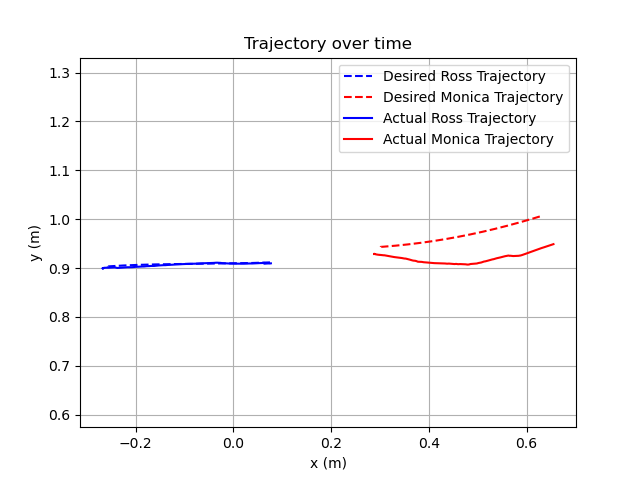 Trajectory over time
Desired Ross Trajectory
Desired Monica Trajectory
Actual Ross Trajectory
Actual Monica Trajectory
1.3
1.2
1.1
1.0
0.9
0.8
0.7
0.6
y (m)
−0.2 0.0 0.2 0.4 0.6
x (m)